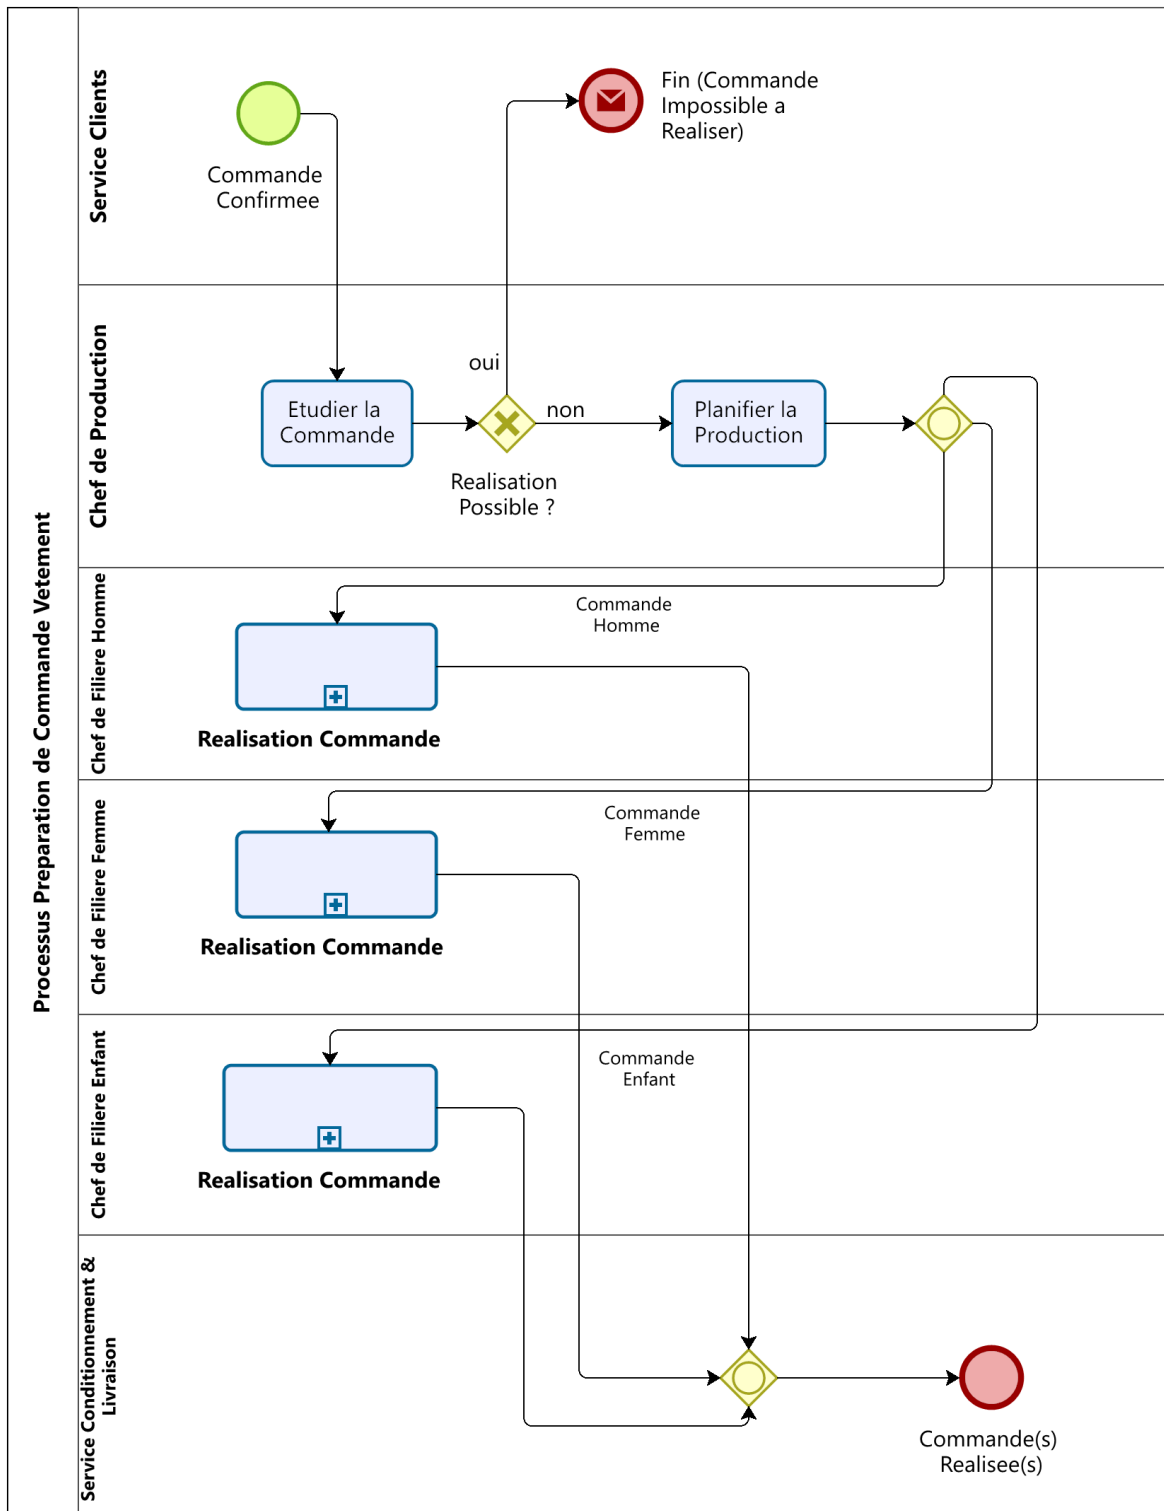 Processus Preparation de Commande Vetement
Service Clients
Commande
Confirmee
Fin (Commande
Impossible a
Realiser)
Chef de Production
Etudier la
Commande
oui
non
Realisation
Possible ?
Planifier la
Production
Chef de Filiere Homme
Commande
Homme
Realisation Commande
Chef de Filiere Femme
Commande
Femme
Realisation Commande
Chef de Filiere Enfant
Commande
Enfant
Realisation Commande
Service Conditionnement &
Livraison
Commande(s)
Realisee(s)